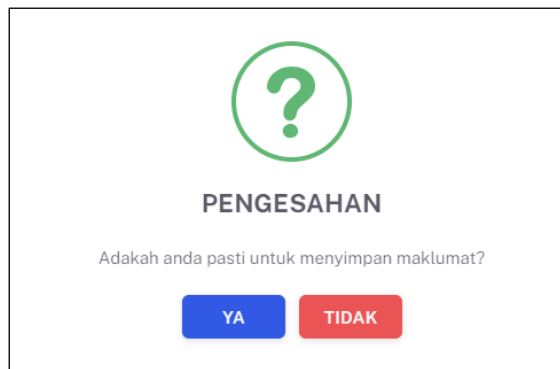 ?
PENGESAHAN
Adakah anda pasti untuk menyimpan maklumat?
YA
TIDAK